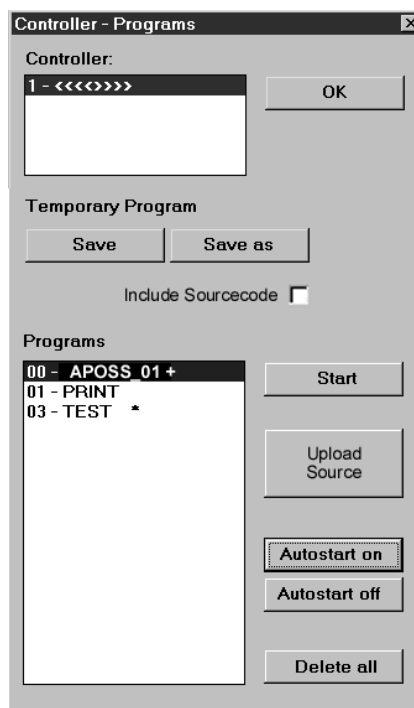 Controller - Programs
Controller:
1 - <<<<>>>>
OK
Temporary Program
Save
Save as
Include Sourcecode
Programs
00 - APOSS_01 +
01 - PRINT
03 - TEST *
Start
Upload
Source
Autostart on
Autostart off
Delete all